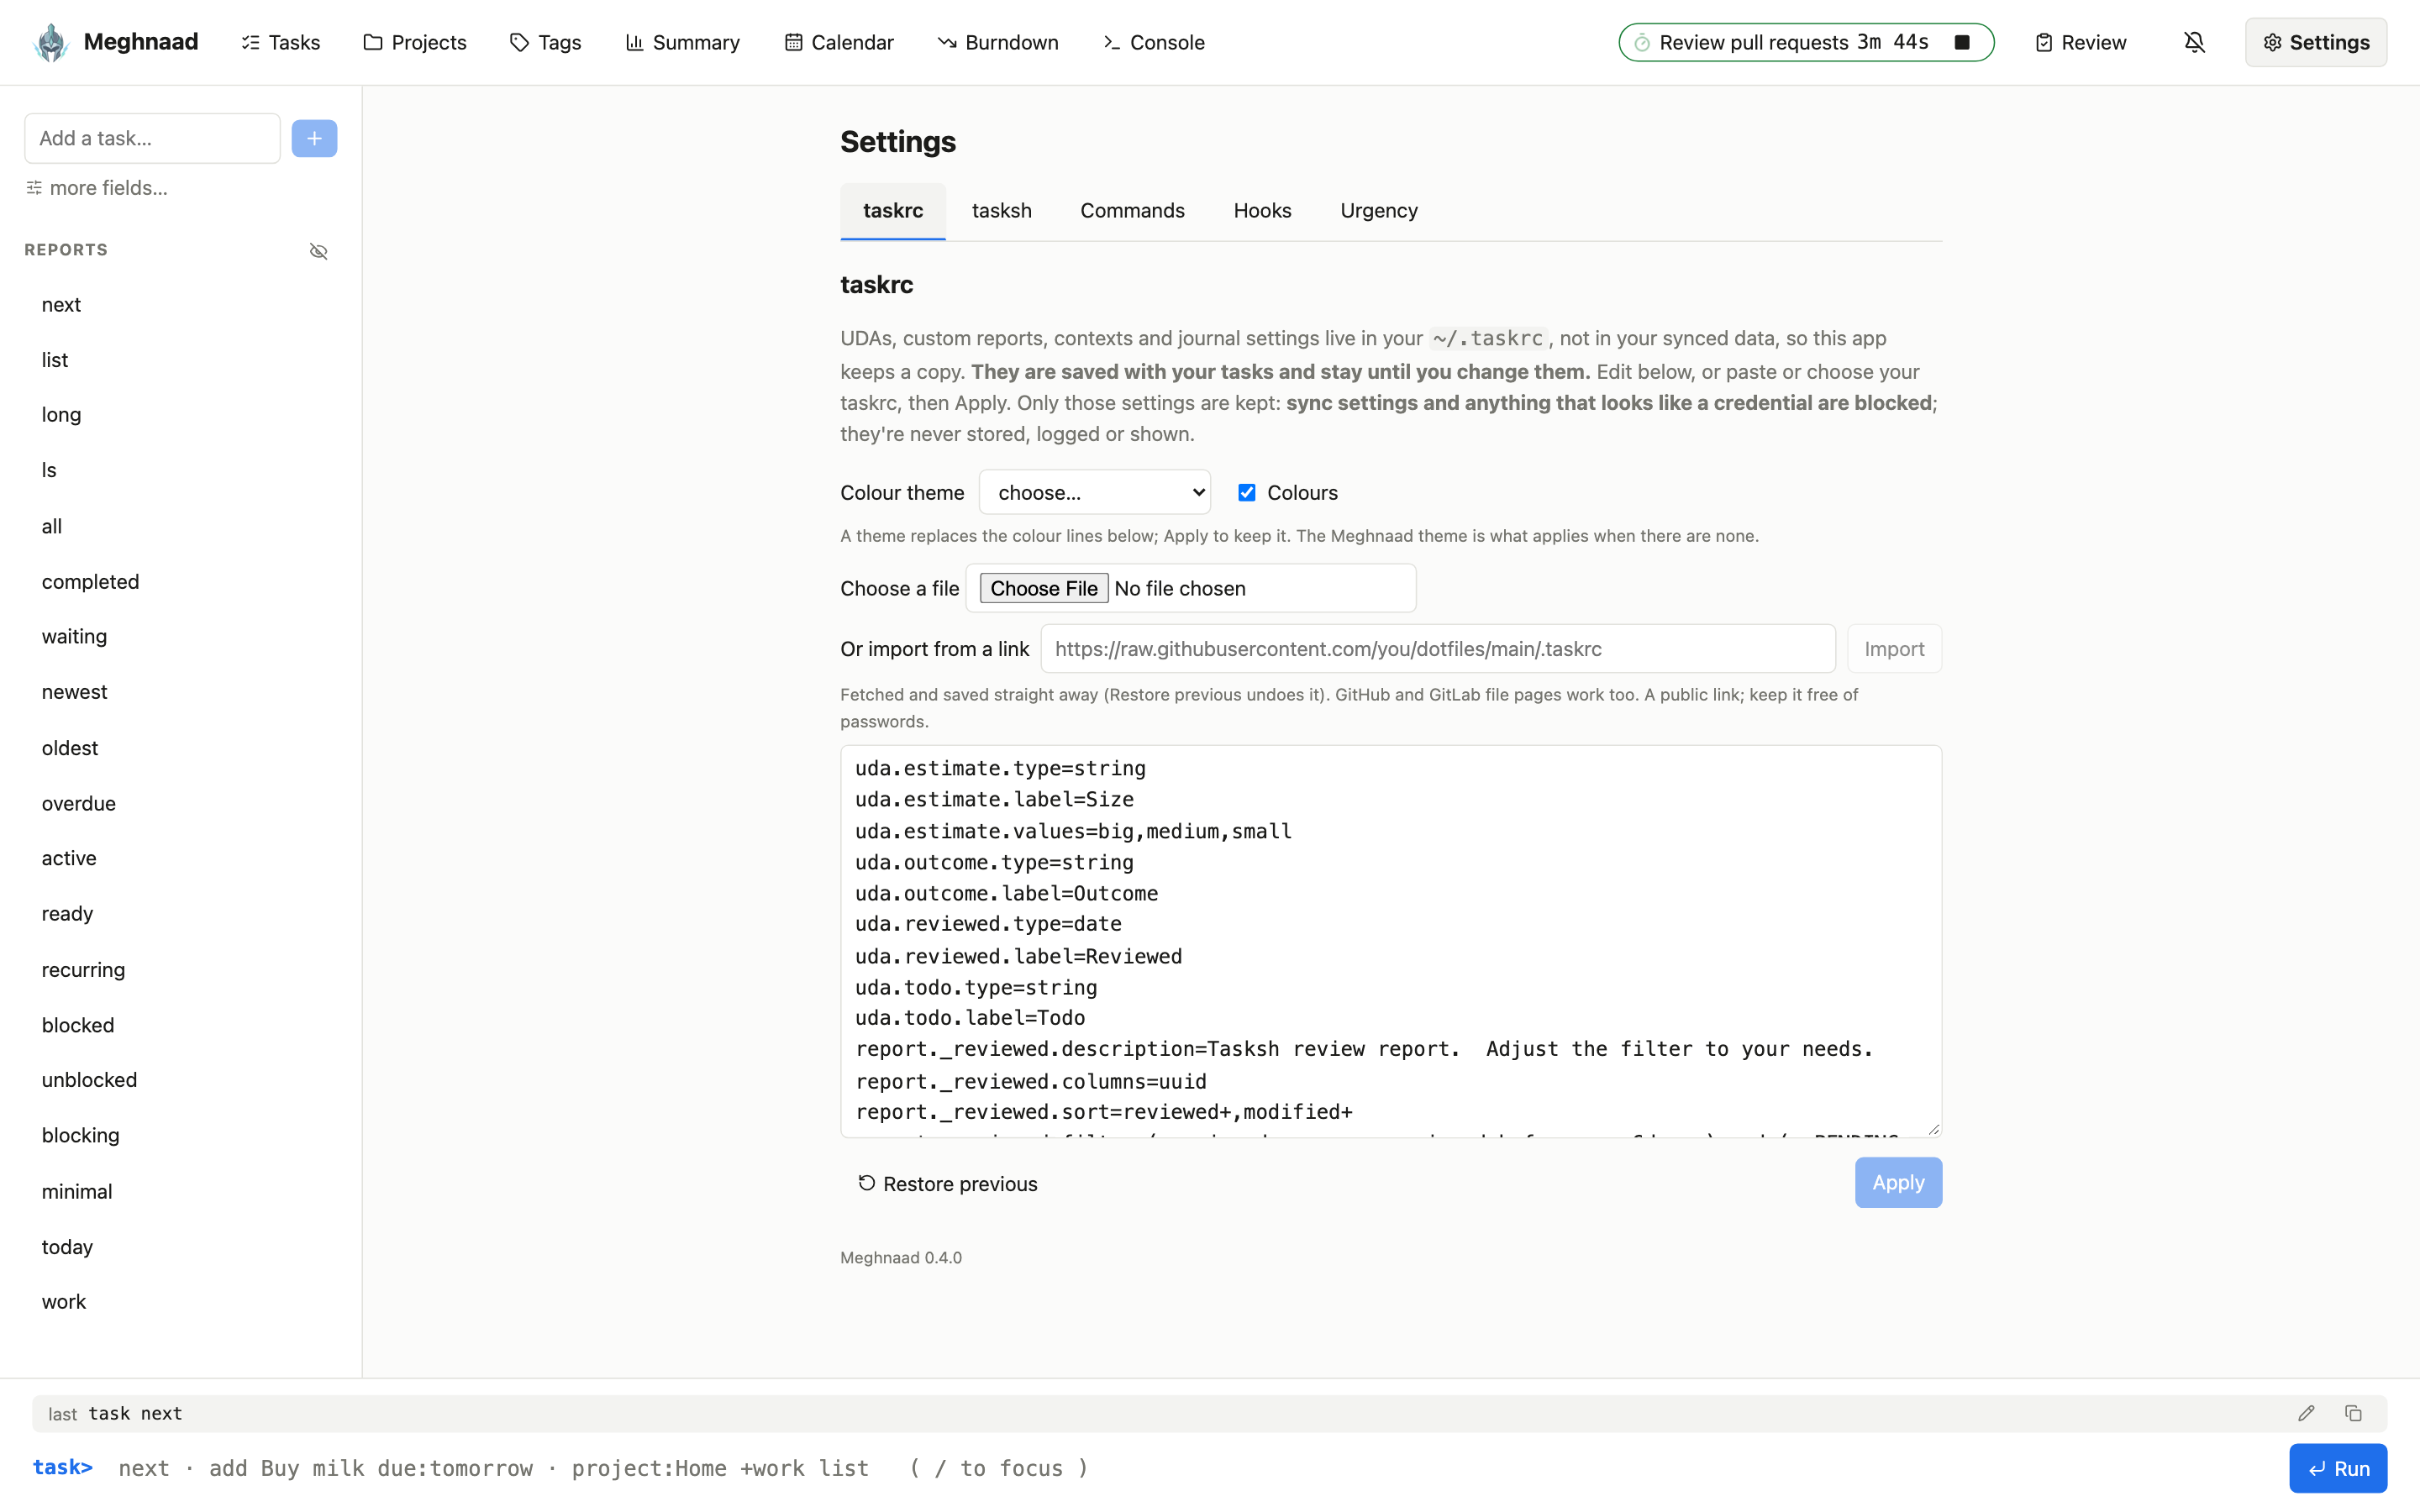 Meghnaad
Tasks
Projects
Tags
Summary
Calendar
Burndown
Console
Review pull requests 3m 44s
Review
Settings
Add a task...
+
more fields...
REPORTS
next
list
long
ls
all
completed
waiting
newest
oldest
overdue
active
ready
recurring
blocked
unblocked
blocking
minimal
today
work
Settings
taskrc
tasksh
Commands
Hooks
Urgency
taskrc
UDAs, custom reports, contexts and journal settings live in your ~/.taskrc, not in your synced data, so this app
keeps a copy. They are saved with your tasks and stay until you change them. Edit below, or paste or choose your
taskrc, then Apply. Only those settings are kept: sync settings and anything that looks like a credential are blocked;
they're never stored, logged or shown.
Colour theme choose... Colours
A theme replaces the colour lines below; Apply to keep it. The Meghnaad theme is what applies when there are none.
Choose a file Choose File No file chosen
Or import from a link https://raw.githubusercontent.com/you/dotfiles/main/.taskrc Import
Fetched and saved straight away (Restore previous undoes it). GitHub and GitLab file pages work too. A public link; keep it free of
passwords.
uda.estimate.type=string
uda.estimate.label=Size
uda.estimate.values=big,medium,small
uda.outcome.type=string
uda.outcome.label=Outcome
uda.reviewed.type=date
uda.reviewed.label=Reviewed
uda.todo.type=string
uda.todo.label=Todo
report._reviewed.description=Tasksh review report.  Adjust the filter to your needs.
report._reviewed.columns=uuid
report._reviewed.sort=reviewed+,modified+
Restore previous
Apply
Meghnaad 0.4.0
last task next
task> next · add Buy milk due:tomorrow · project:Home +work list ( / to focus )
Run